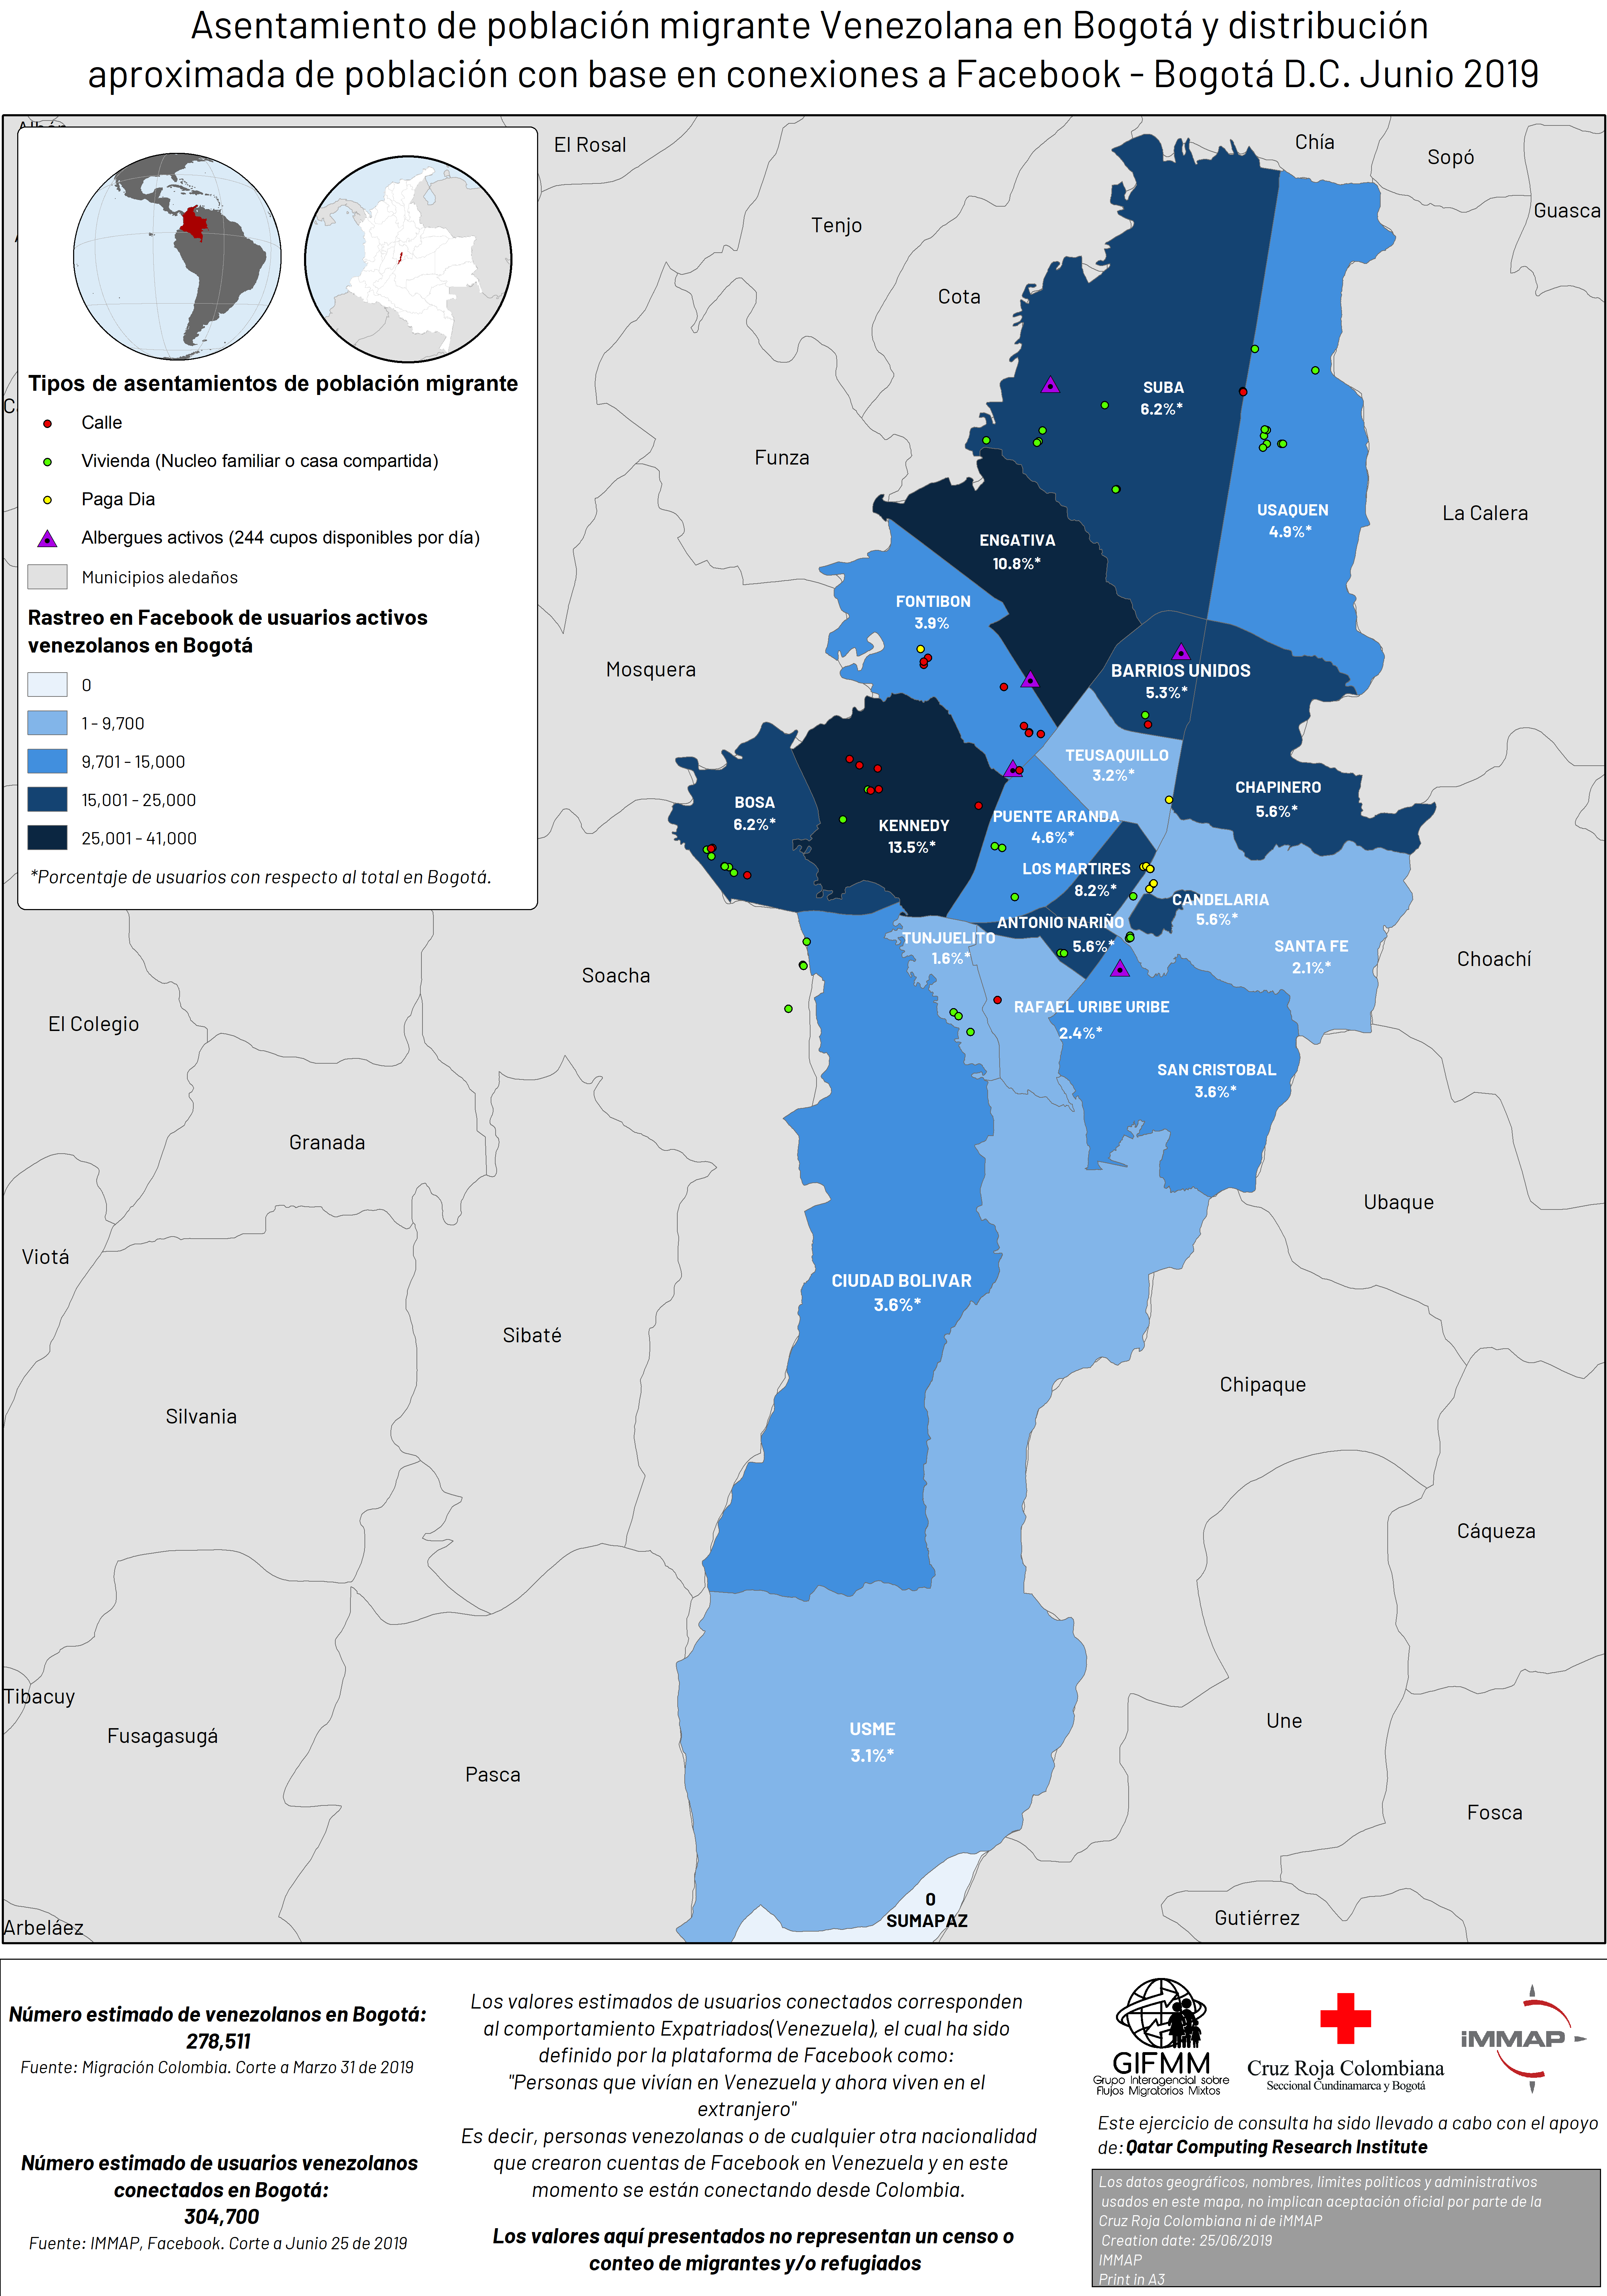 Asentamiento de población migrante Venezolana en Bogotá y distribución
aproximada de población con base en conexiones a Facebook - Bogotá D.C. Junio 2019
El Rosal
Chía
Sopó
Guasca
Tenjo
Cota
Funza
La Calera
Mosquera
Soacha
Choachí
El Colegio
Granada
Ubaque
Viotá
Sibaté
Chipaque
Silvania
Cáqueza
Tibacuy
Fusagasugá
Une
Pasca
Fosca
Arbeláez
Gutiérrez
Tipos de asentamientos de población migrante
Calle
Vivienda (Nucleo familiar o casa compartida)
Paga Dia
Albergues activos (244 cupos disponibles por día)
Municipios aledaños
Rastreo en Facebook de usuarios activos
venezolanos en Bogotá
0
1 - 9,700
9,701 - 15,000
15,001 - 25,000
25,001 - 41,000
*Porcentaje de usuarios con respecto al total en Bogotá.
SUBA
6.2%*
USAQUEN
4.9%*
ENGATIVA
10.8%*
FONTIBON
3.9%
BARRIOS UNIDOS
5.3%*
TEUSAQUILLO
3.2%*
CHAPINERO
5.6%*
BOSA
6.2%*
KENNEDY
13.5%*
PUENTE ARANDA
4.6%*
LOS MARTIRES
8.2%*
CANDELARIA
5.6%*
ANTONIO NARIÑO
5.6%*
TUNJUELITO
1.6%*
SANTA FE
2.1%*
RAFAEL URIBE URIBE
2.4%*
SAN CRISTOBAL
3.6%*
CIUDAD BOLIVAR
3.6%*
USME
3.1%*
0
SUMAPAZ
Número estimado de venezolanos en Bogotá:
278,511
Fuente: Migración Colombia. Corte a Marzo 31 de 2019
Número estimado de usuarios venezolanos
conectados en Bogotá:
304,700
Fuente: IMMAP, Facebook. Corte a Junio 25 de 2019
Los valores estimados de usuarios conectados corresponden
al comportamiento Expatriados(Venezuela), el cual ha sido
definido por la plataforma de Facebook como:
"Personas que vivían en Venezuela y ahora viven en el
extranjero"
Es decir, personas venezolanas o de cualquier otra nacionalidad
que crearon cuentas de Facebook en Venezuela y en este
momento se están conectando desde Colombia.
Los valores aquí presentados no representan un censo o
conteo de migrantes y/o refugiados
GIFMM
Grupo Interagencial sobre
Flujos Migratorios Mixtos
Cruz Roja Colombiana
Seccional Cundinamarca y Bogotá
iMMAP
Este ejercicio de consulta ha sido llevado a cabo con el apoyo
de: Qatar Computing Research Institute
Los datos geográficos, nombres, limites politicos y administrativos
usados en este mapa, no implican aceptación oficial por parte de la
Cruz Roja Colombiana ni de iMMAP
Creation date: 25/06/2019
IMMAP
Print in A3